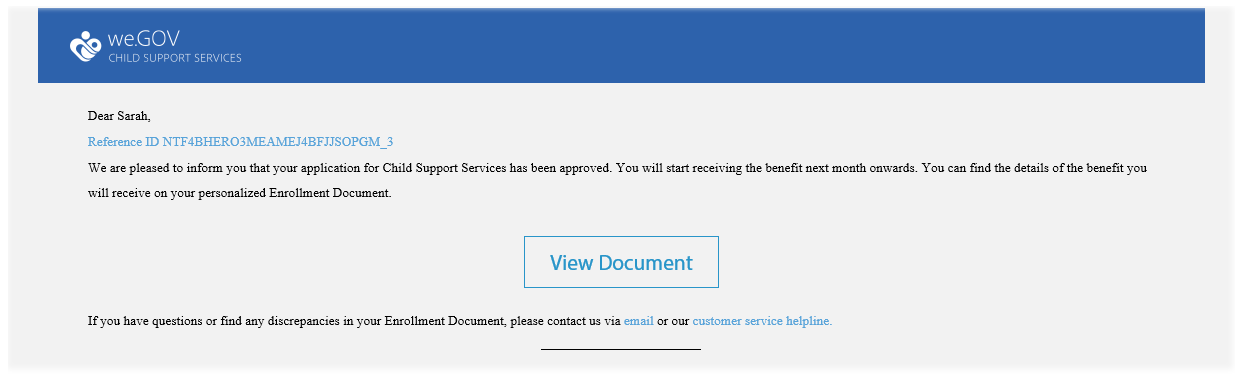 we.GOV
CHILD SUPPORT SERVICES
Dear Sarah,
Reference ID NTF4BHERO3MEAMEJ4BFJJSOPGM_3
We are pleased to inform you that your application for Child Support Services has been approved. You will start receiving the benefit next month onwards. You can find the details of the benefit you
will receive on your personalized Enrollment Document.
View Document
If you have questions or find any discrepancies in your Enrollment Document, please contact us via email or our customer service helpline.